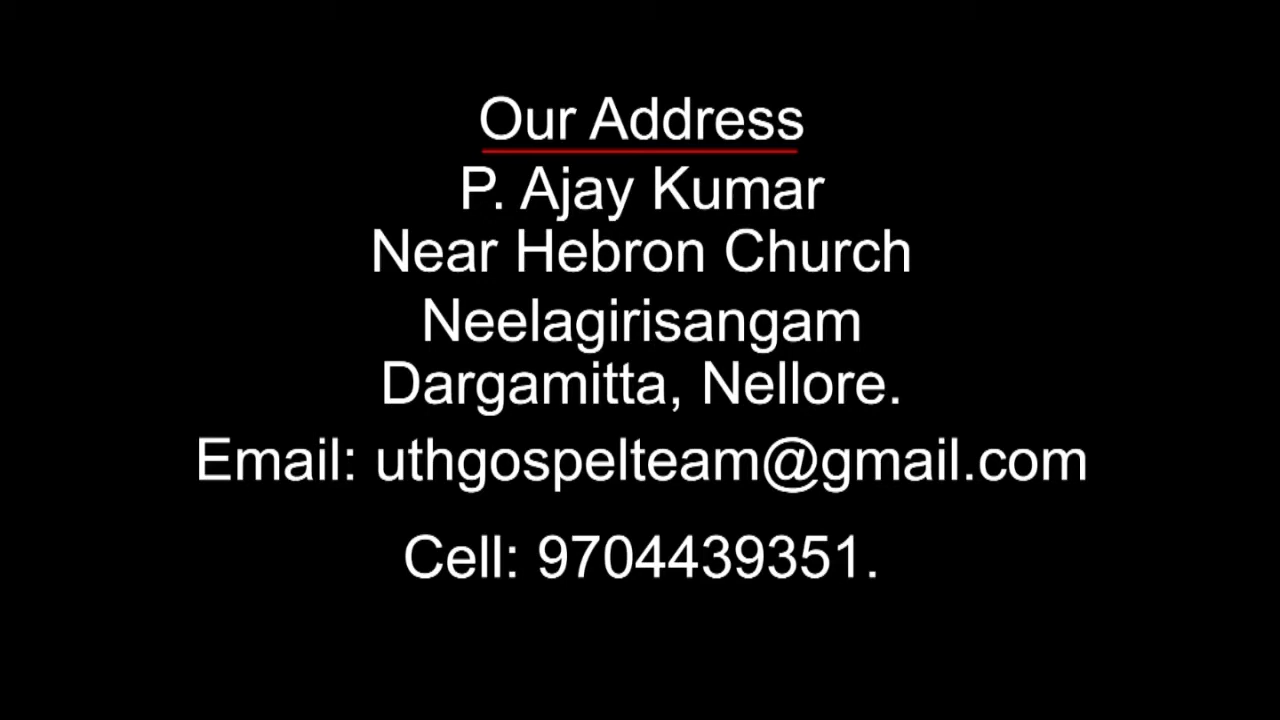 Our Address
P. Ajay Kumar
Near Hebron Church
Neelagirisangam
Dargamitta, Nellore.
Email: uthgospelteam@gmail.com
Cell: 9704439351.